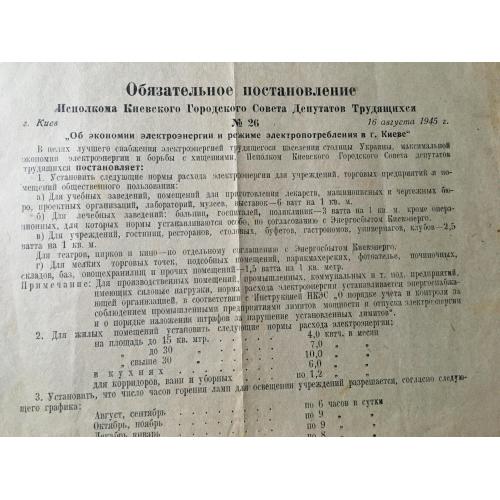 Обязательное постановление
Исполкома Киевского Городского Совета Депутатов Трудящихся
г. Киев № 26 16 августа 1945 г.
„Об экономии электроэнергии и режиме электропотребления в г. Киеве“
В целях лучшего снабжения электроэнергией трудящегося населения столицы Украины, максимальной
экономии электроэнергии и борьбы с хищениями, Исполком Киевского Городского Совета депутатов
трудящихся постановляет:
1. Установить следующие нормы расхода электроэнергии для учреждений, торговых предприятий и по-
мещений общественного пользования:
а) Для учебных заведений, помещений для приготовления лекарств, машинописных и чертежных бю-
ро, проектных организаций, лабораторий, музеев, выставок—6 ватт на 1 кв. м.
б) Для лечебных заведений: больниц, госпиталей, поликлиник—3 ватта на 1 кв. м. кроме опера-
ционных, для которых нормы устанавливаются особо, по согласованию с Энергосбытом Киевэнерго.
в) Для учреждений, гостиниц, ресторанов, столовых, буфетов, гастрономов, универмагов, клубов—2,5
ватта на 1 кв. м.
Для театров, цирков и кино—по отдельному соглашению с Энергосбытом Киевэнерго.
г) Для мелких торговых точек, подсобных помещений, парикмахерских, фотоателье, починочных,
складов, баз, овощехранилищ и прочих помещений—1,5 ватта на 1 кв. метр.
Примечание: Для производственных помещений, промышленных, коммунальных и т. под. предприятий,
имеющих силовые нагрузки, нормы расхода электроэнергии устанавливается энергоснабжа-
ющей организацией, в соответствии с Инструкцией НКЭС „О порядке учета и контроля за
соблюдением промышленными предприятиями лимитов мощности и отпуска электроэнергии
и о порядке наложения штрафов за нарушение установленных лимитов“.
2. Для жилых помещений установить следующие нормы расхода электроэнергии:
на площадь до 15 кв. мтр. 4,0 квтч. в месяц
„ до 30 „ 7,0 „ „
„ свыше 30 „ 10,0 „ „
в кухнях 6,0 „ „
для корридоров, ванн и уборных по 1,2 „ „
3. Установить, что число часов горения ламп для освещения учреждений разрешается, согласно следую-
щего графика:
Август, сентябрь по 6 часов в сутки
Октябрь, ноябрь по 9 „ „
Декабрь, январь по 8 „ „